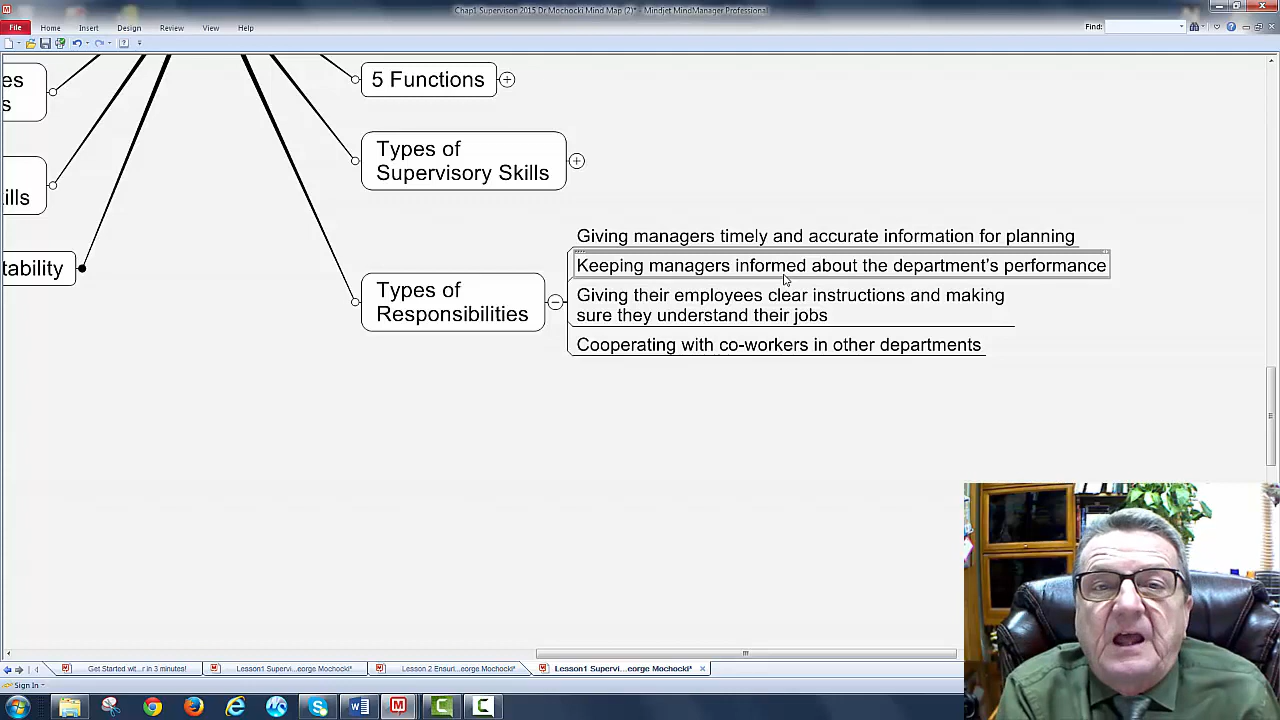 Chap1 Supervison 2015 Dr Mochocki Mind Map (2)* - Mindjet MindManager Professional
File Home Insert Design Review View Help
Find:
es
s
5 Functions
Types of
Supervisory Skills
ills
Giving managers timely and accurate information for planning
Keeping managers informed about the department's performance
tability
Types of
Responsibilities
Giving their employees clear instructions and making
sure they understand their jobs
Cooperating with co-workers in other departments
Get Started wit...r in 3 minutes!
Lesson1 Supervi...eorge Mochocki*
Lesson 2 Ensuri...eorge Mochocki*
Lesson1 Supervi...eorge Mochocki*
Sign In